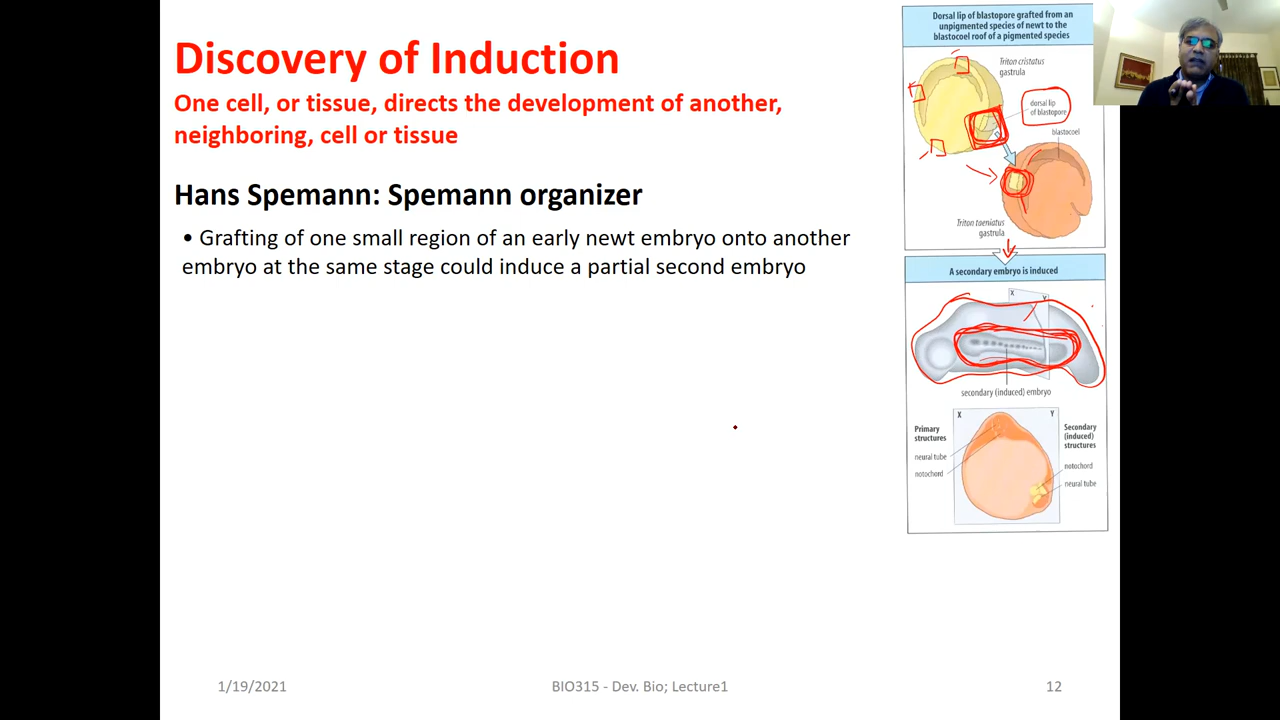 Discovery of Induction
One cell, or tissue, directs the development of another,
neighboring, cell or tissue
Hans Spemann: Spemann organizer
• Grafting of one small region of an early newt embryo onto another
embryo at the same stage could induce a partial second embryo
Dorsal lip of blastopore grafted from an
unpigmented species of newt to the
blastocoel roof of a pigmented species
Triton cristatus
gastrula
dorsal lip
of blastopore
blastocoel
Triton taeniatus
gastrula
A secondary embryo is induced
X
Y
secondary (induced) embryo
X
Y
Primary
structures
neural tube
notochord
Secondary
(induced)
structures
notochord
neural tube
1/19/2021
BIO315 - Dev. Bio; Lecture1
12